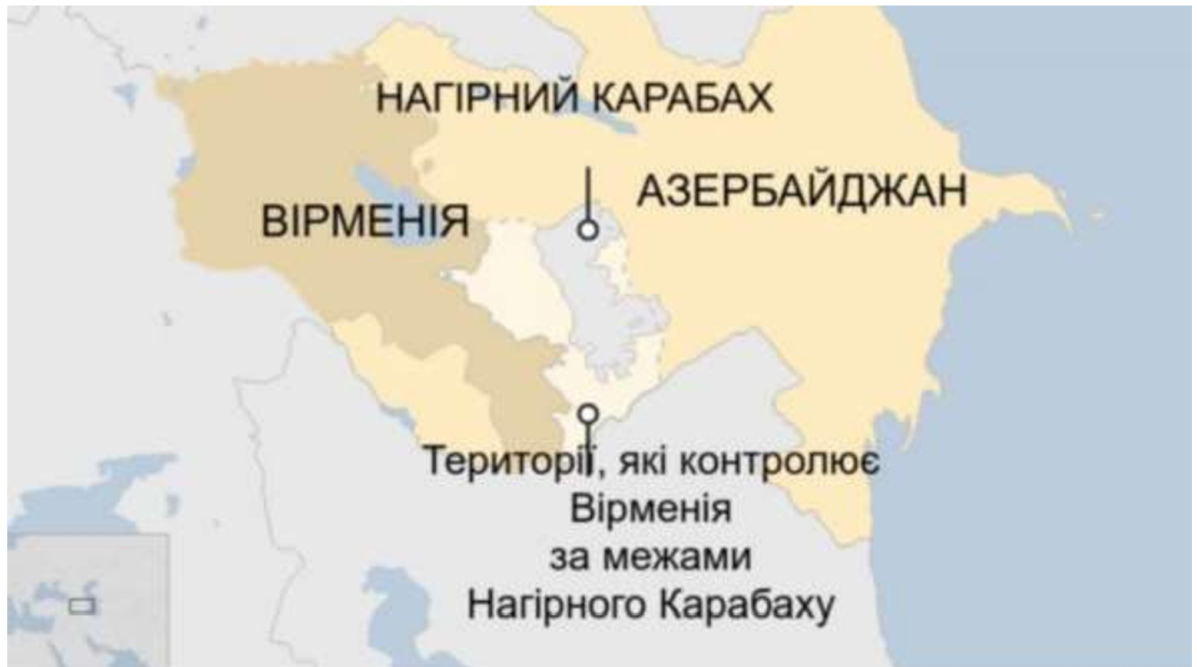 НАГІРНИЙ КАРАБАХ
АЗЕРБАЙДЖАН
ВІРМЕНІЯ
Території, які контролює
Вірменія
за межами
Нагірного Карабаху